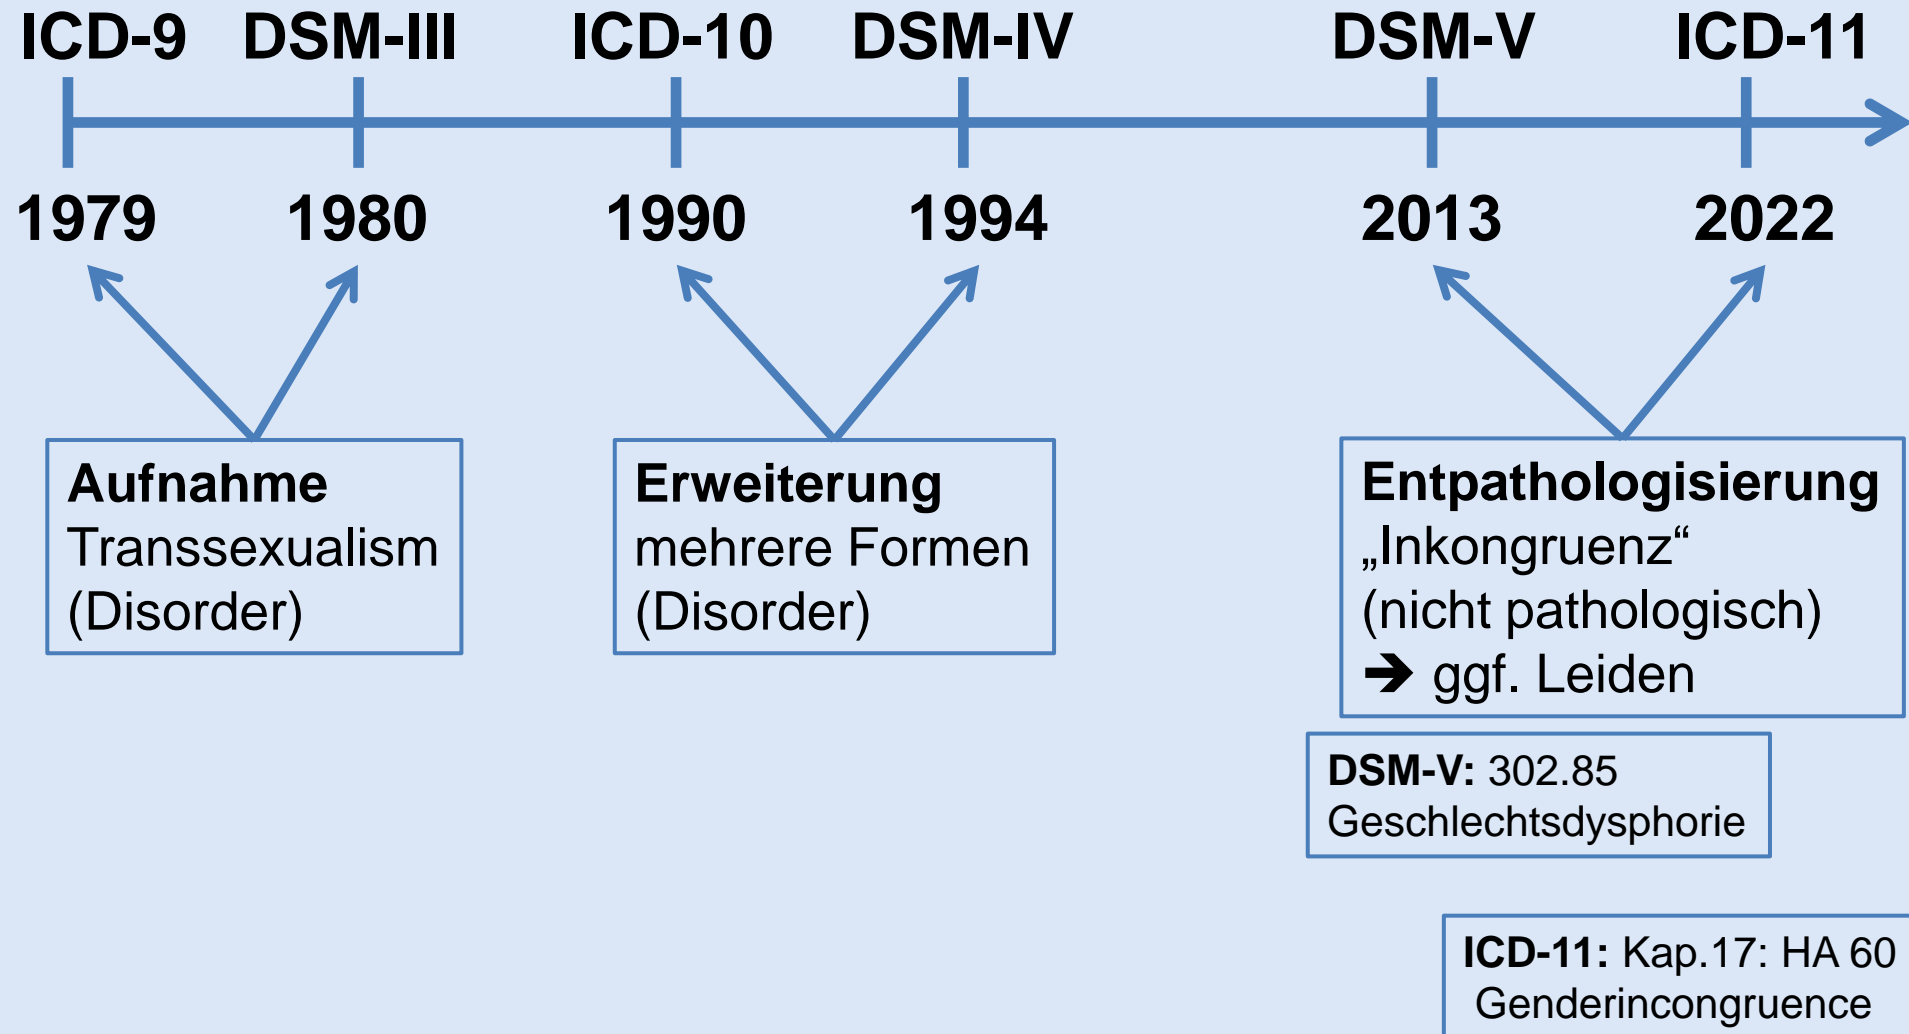 ICD-9 DSM-III ICD-10 DSM-IV DSM-V ICD-11
1979 1980 1990 1994 2013 2022
Aufnahme
Transsexualism
(Disorder)
Erweiterung
mehrere Formen
(Disorder)
Entpathologisierung
„Inkongruenz“
(nicht pathologisch)
➔ ggf. Leiden
DSM-V: 302.85
Geschlechtsdysphorie
ICD-11: Kap.17: HA 60
Genderincongruence